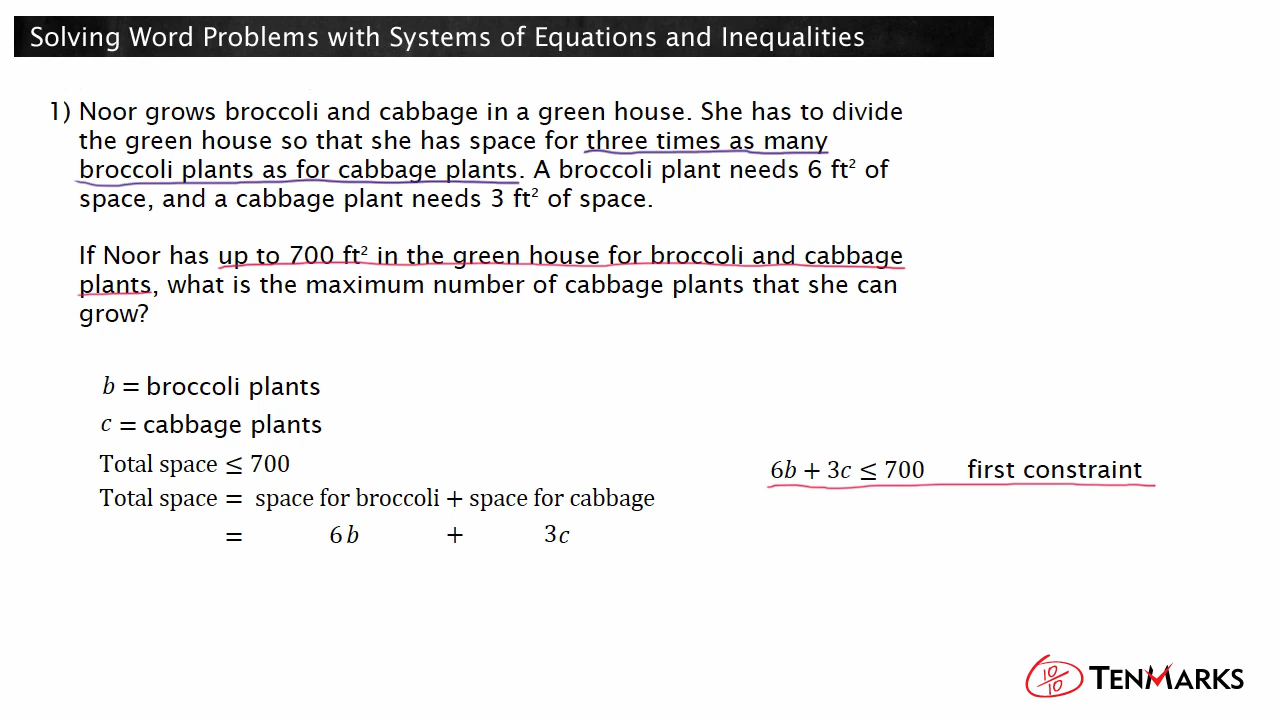 Solving Word Problems with Systems of Equations and Inequalities
1) Noor grows broccoli and cabbage in a green house. She has to divide
the green house so that she has space for three times as many
broccoli plants as for cabbage plants. A broccoli plant needs 6 ft² of
space, and a cabbage plant needs 3 ft² of space.
If Noor has up to 700 ft² in the green house for broccoli and cabbage
plants, what is the maximum number of cabbage plants that she can
grow?
b = broccoli plants
c = cabbage plants
Total space ≤ 700
6b + 3c ≤ 700 first constraint
Total space = space for broccoli + space for cabbage
= 6b + 3c
10/10 TENMARKS